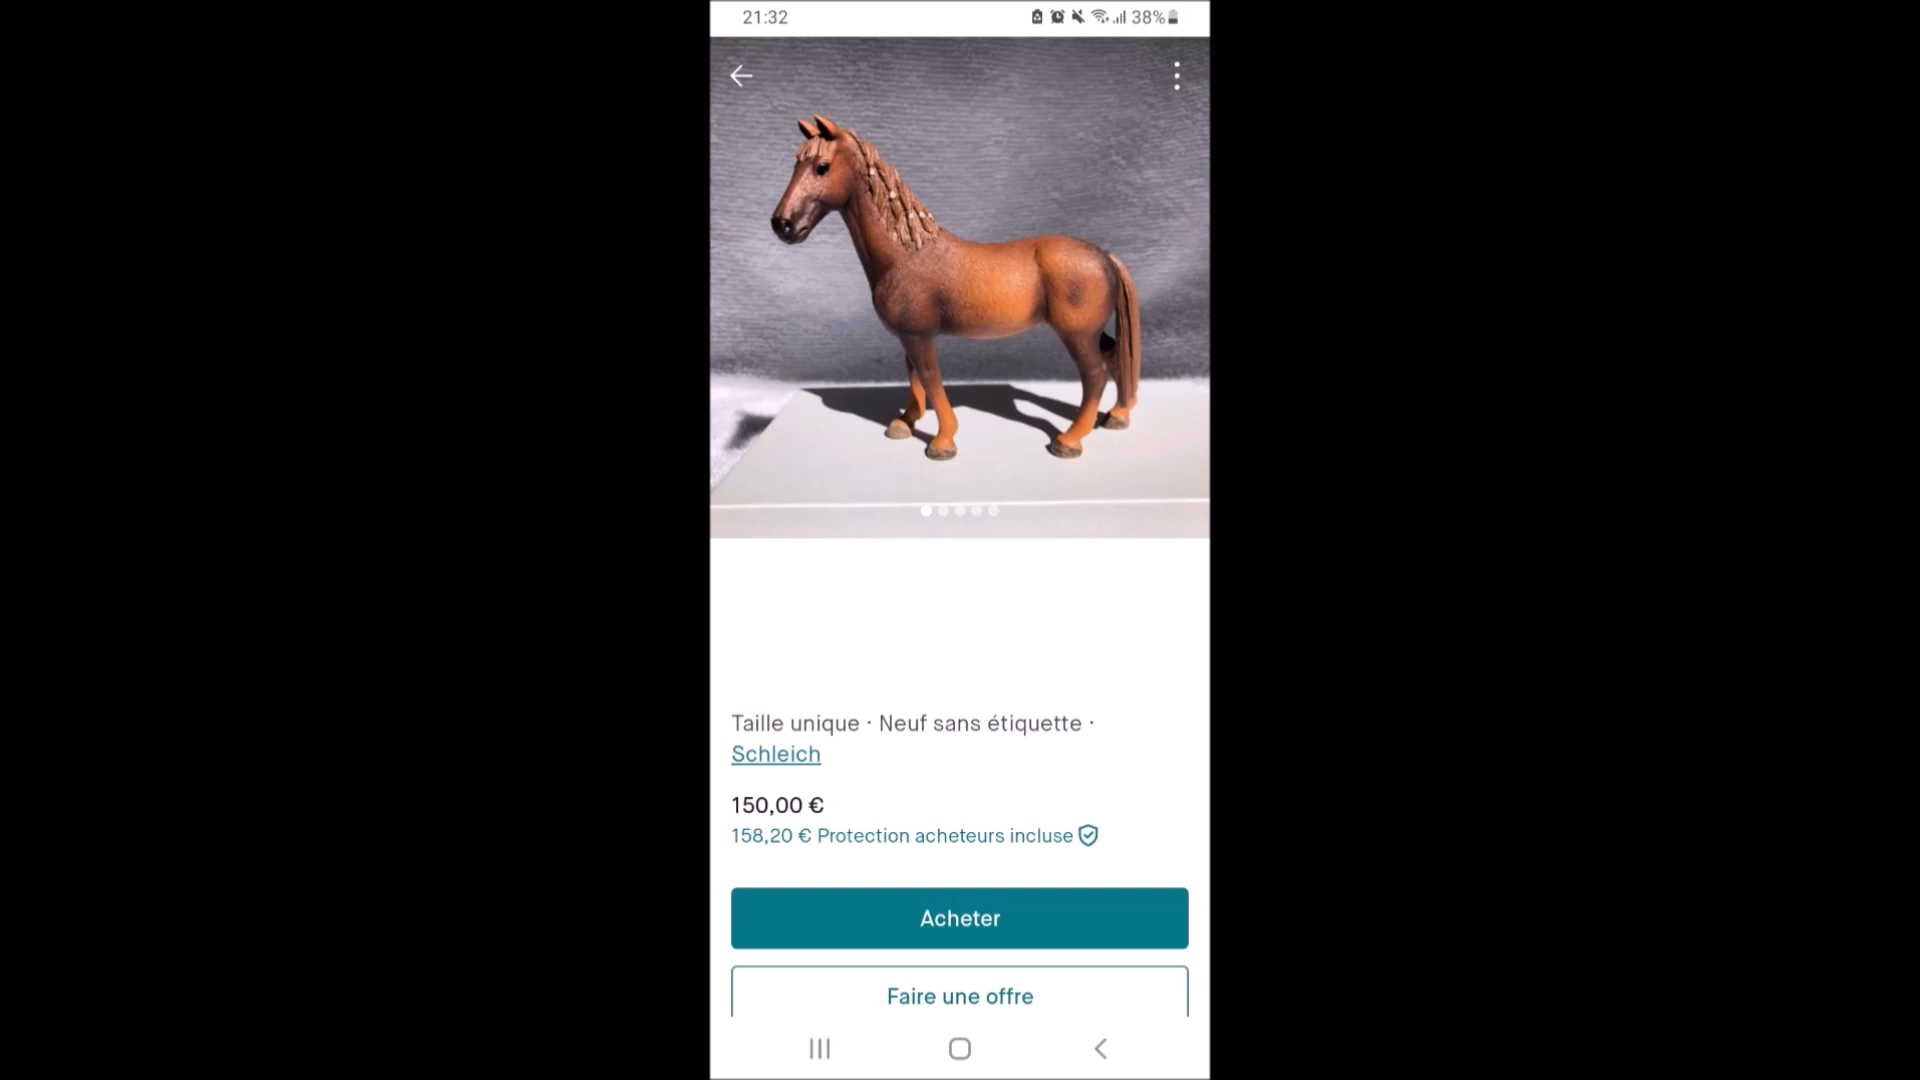 21:32
38%
Taille unique · Neuf sans étiquette ·
Schleich
150,00 €
158,20 € Protection acheteurs incluse
Acheter
Faire une offre